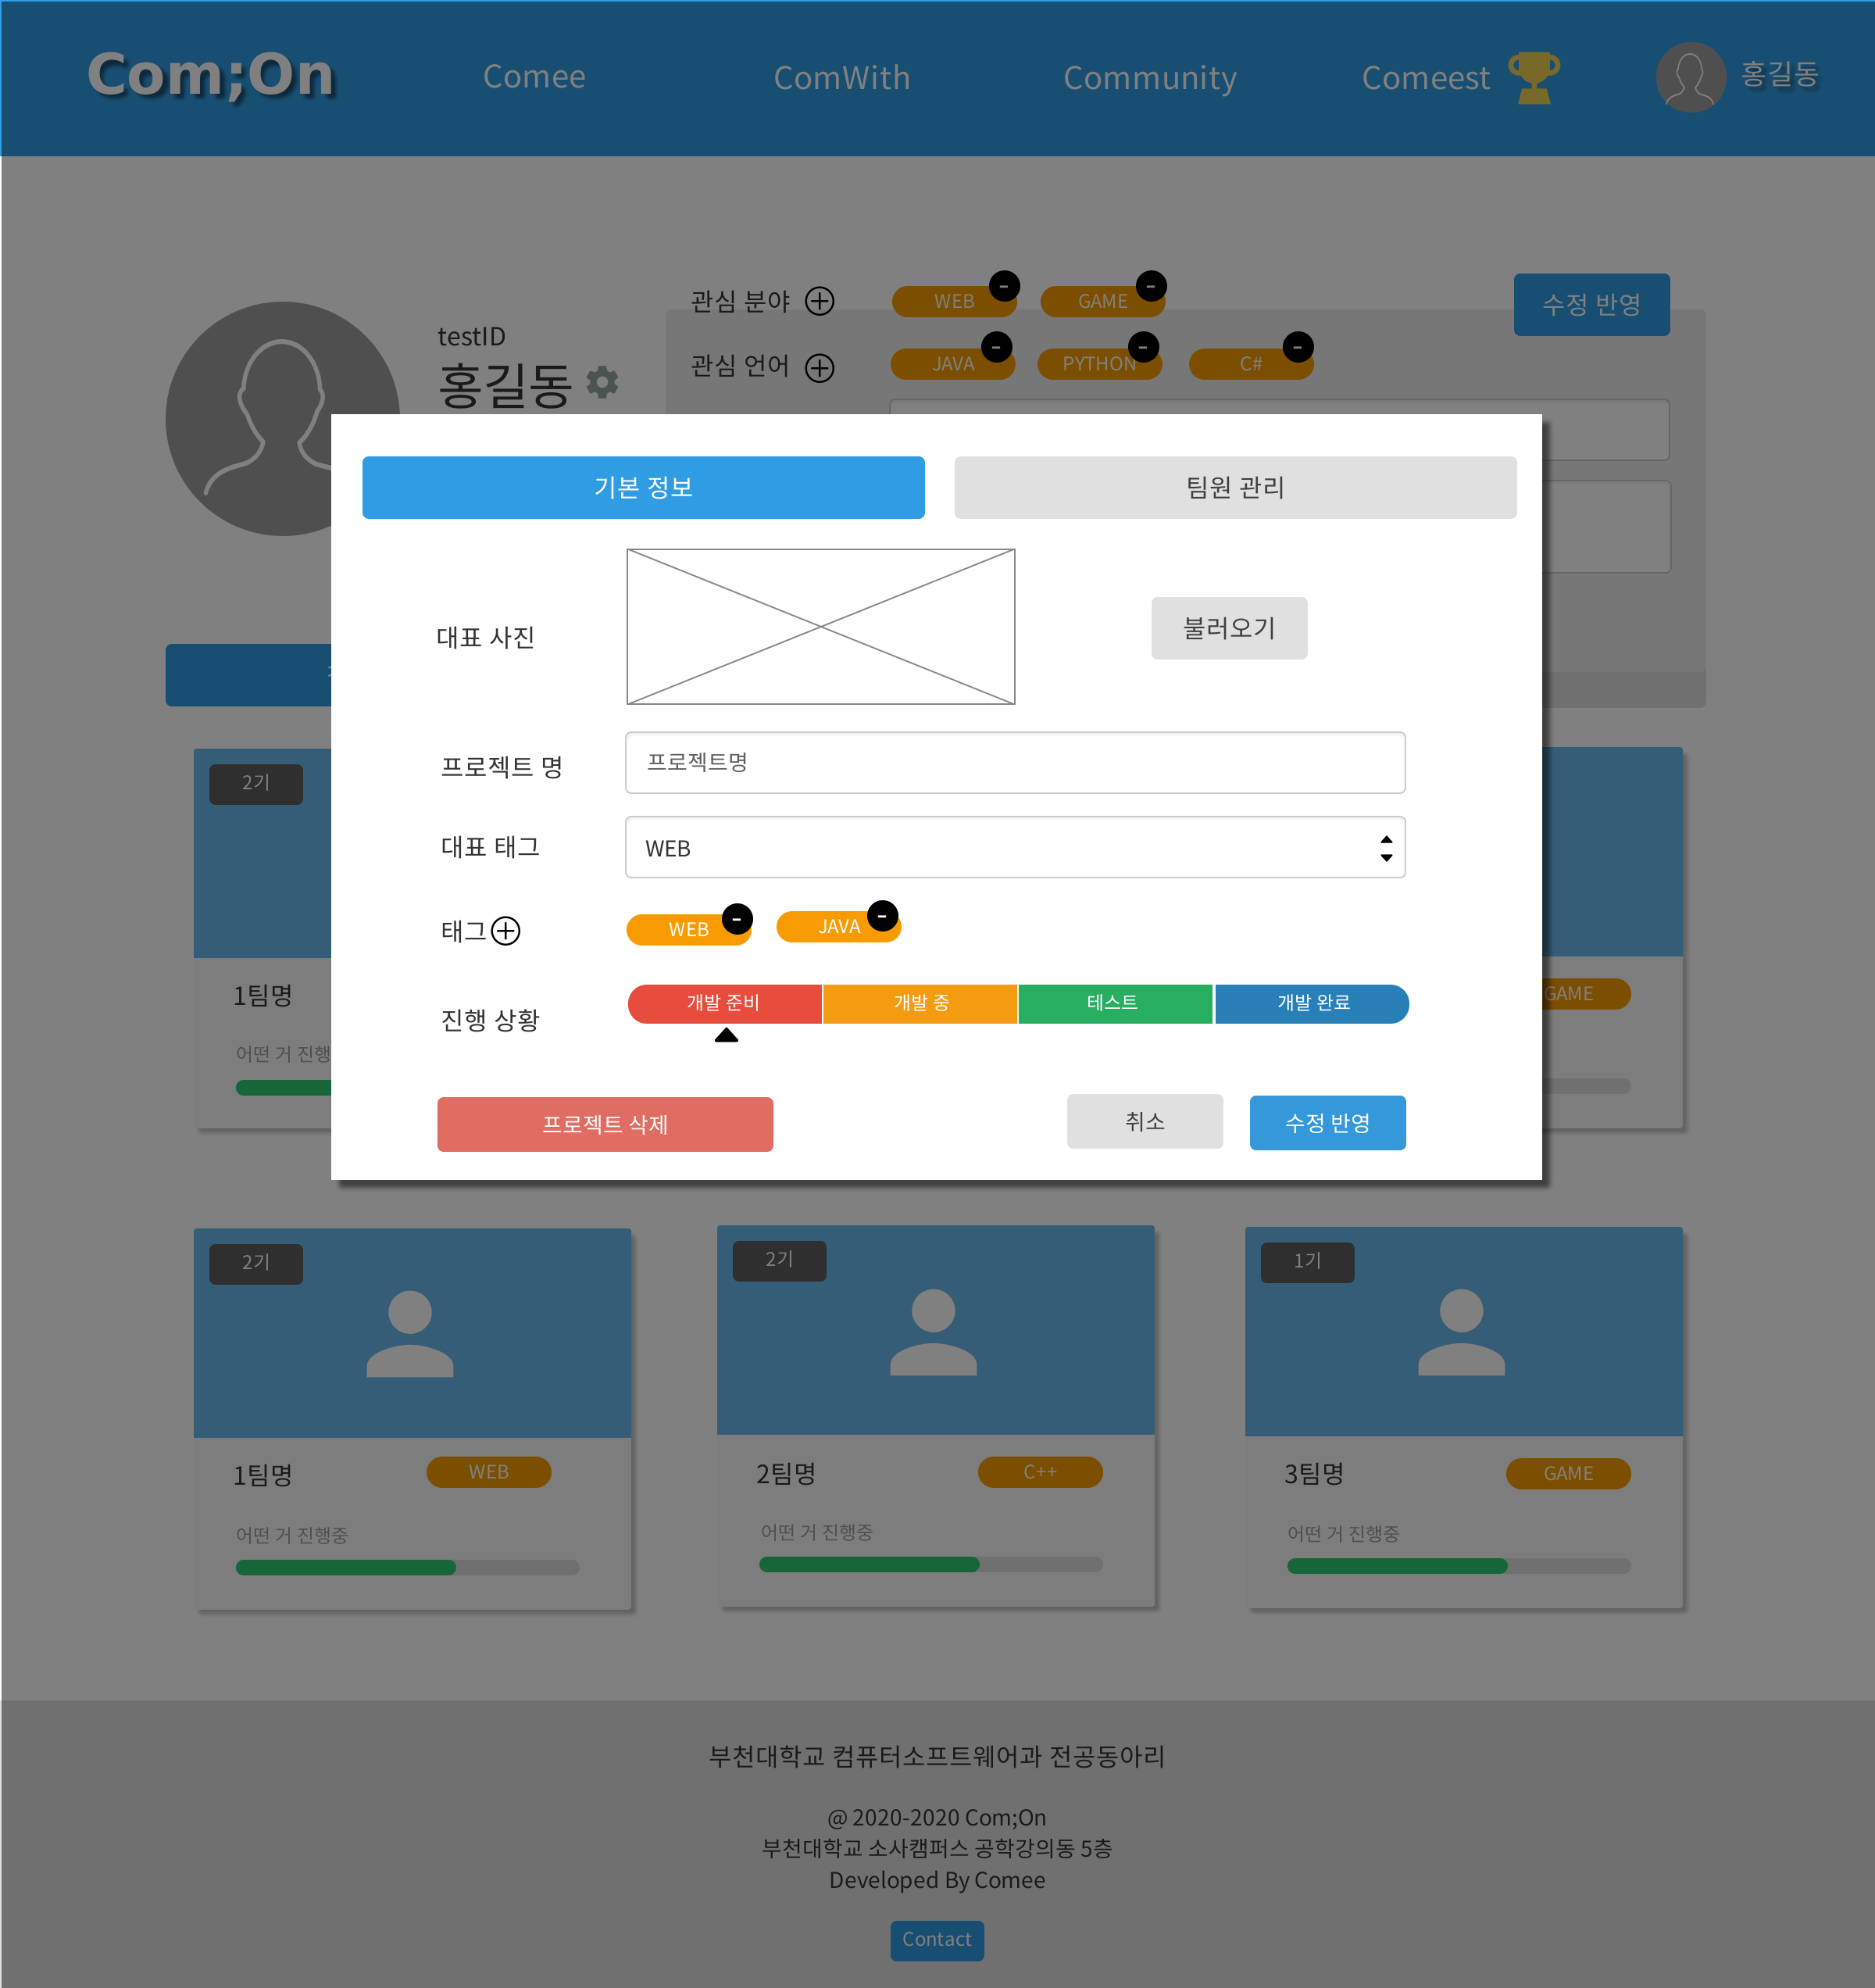 Com;On
Comee
ComWith
Community
Comeest
홍길동
관심 분야
WEB
-
GAME
-
수정 반영
testID
홍길동
관심 언어
JAVA
-
PYTHON
-
C#
-
기본 정보
팀원 관리
대표 사진
불러오기
프로젝트 명
프로젝트명
대표 태그
WEB
태그
WEB
-
JAVA
-
진행 상황
개발 준비
개발 중
테스트
개발 완료
프로젝트 삭제
취소
수정 반영
2기
1팀명
어떤 거 진행
GAME
2기
1팀명
WEB
어떤 거 진행중
2기
2팀명
C++
어떤 거 진행중
1기
3팀명
GAME
어떤 거 진행중
부천대학교 컴퓨터소프트웨어과 전공동아리
@ 2020-2020 Com;On
부천대학교 소사캠퍼스 공학강의동 5층
Developed By Comee
Contact